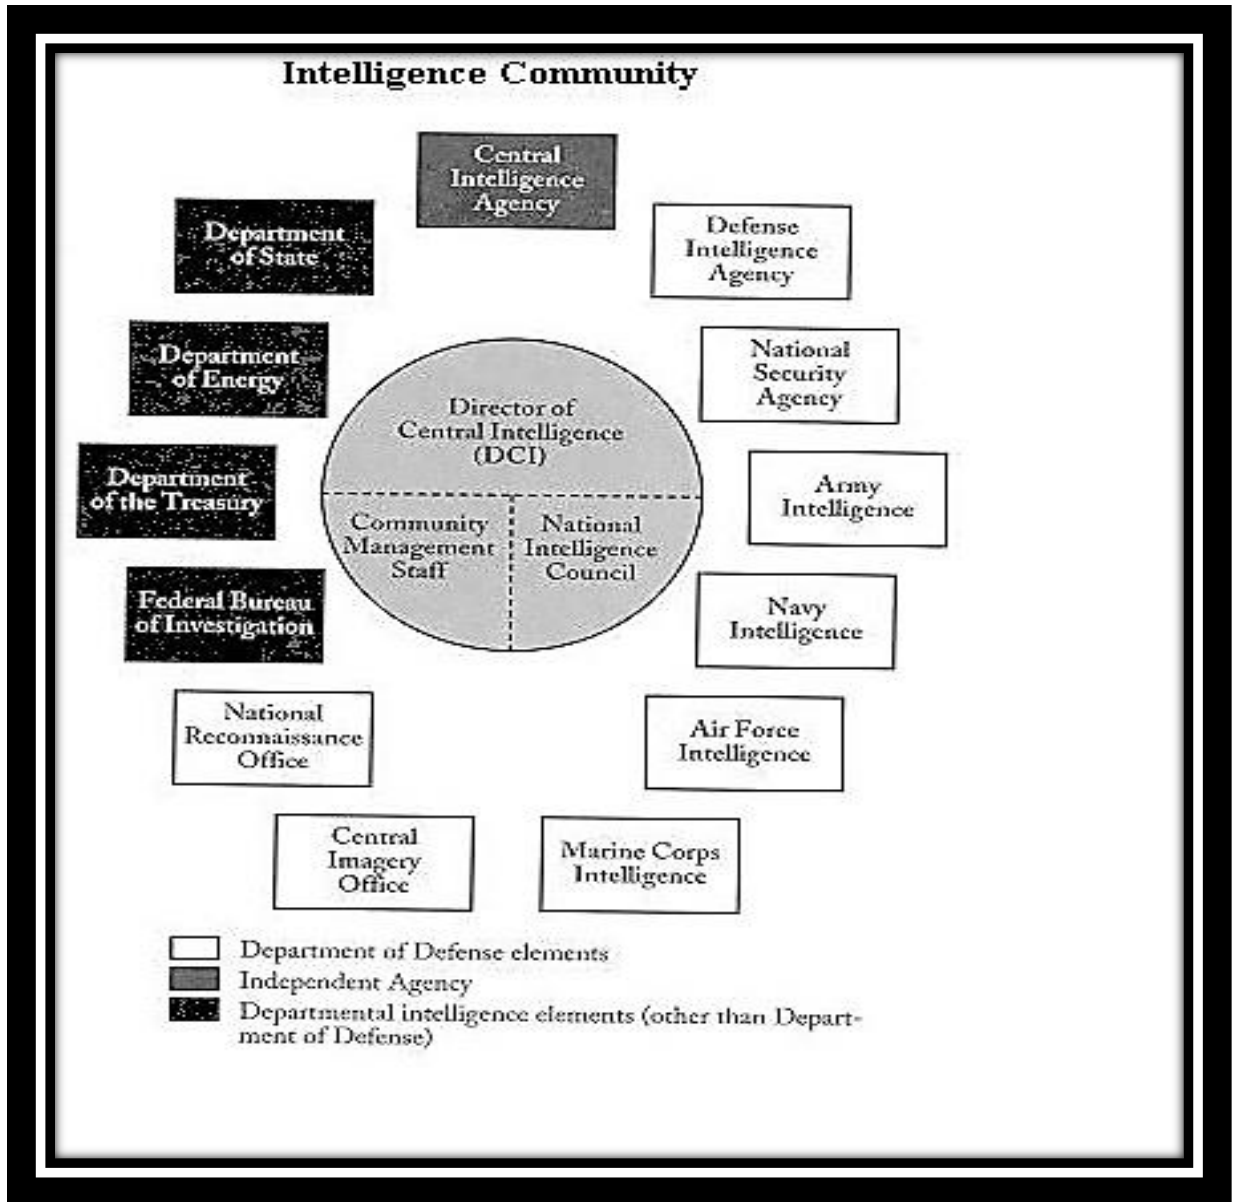 Intelligence Community
Central
Intelligence
Agency
Department
of State
Defense
Intelligence
Agency
Department
of Energy
National
Security
Agency
Director of
Central Intelligence
(DCI)
Department
of the Treasury
Army
Intelligence
Community
Management
Staff
National
Intelligence
Council
Federal Bureau
of Investigation
Navy
Intelligence
National
Reconnaissance
Office
Air Force
Intelligence
Central
Imagery
Office
Marine Corps
Intelligence
Department of Defense elements
Independent Agency
Departmental intelligence elements (other than Depart-
ment of Defense)